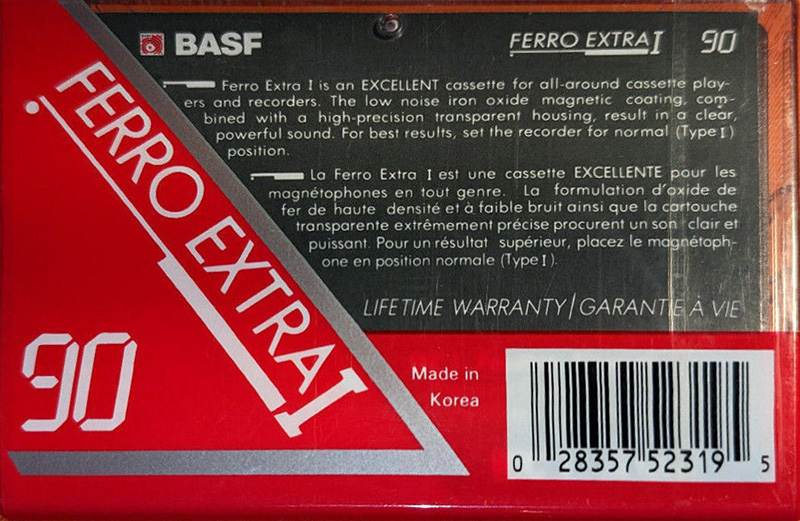 BASF
FERRO EXTRA I 90
Ferro Extra I is an EXCELLENT cassette for all-around cassette play-
ers and recorders. The low noise iron oxide magnetic coating, com-
bined with a high-precision transparent housing, result in a clear,
powerful sound. For best results, set the recorder for normal (Type I)
position.
La Ferro Extra I est une cassette EXCELLENTE pour les
magnétophones en tout genre. La formulation d'oxide de
fer de haute densité et à faible bruit ainsi que la cartouche
transparente extrêmement précise procurent un son clair et
puissant. Pour un résultat supérieur, placez le magnétoph-
one en position normale (Type I).
LIFETIME WARRANTY/GARANTIE À VIE
FERRO EXTRA I
90
Made in
Korea
0 28357 52319 5